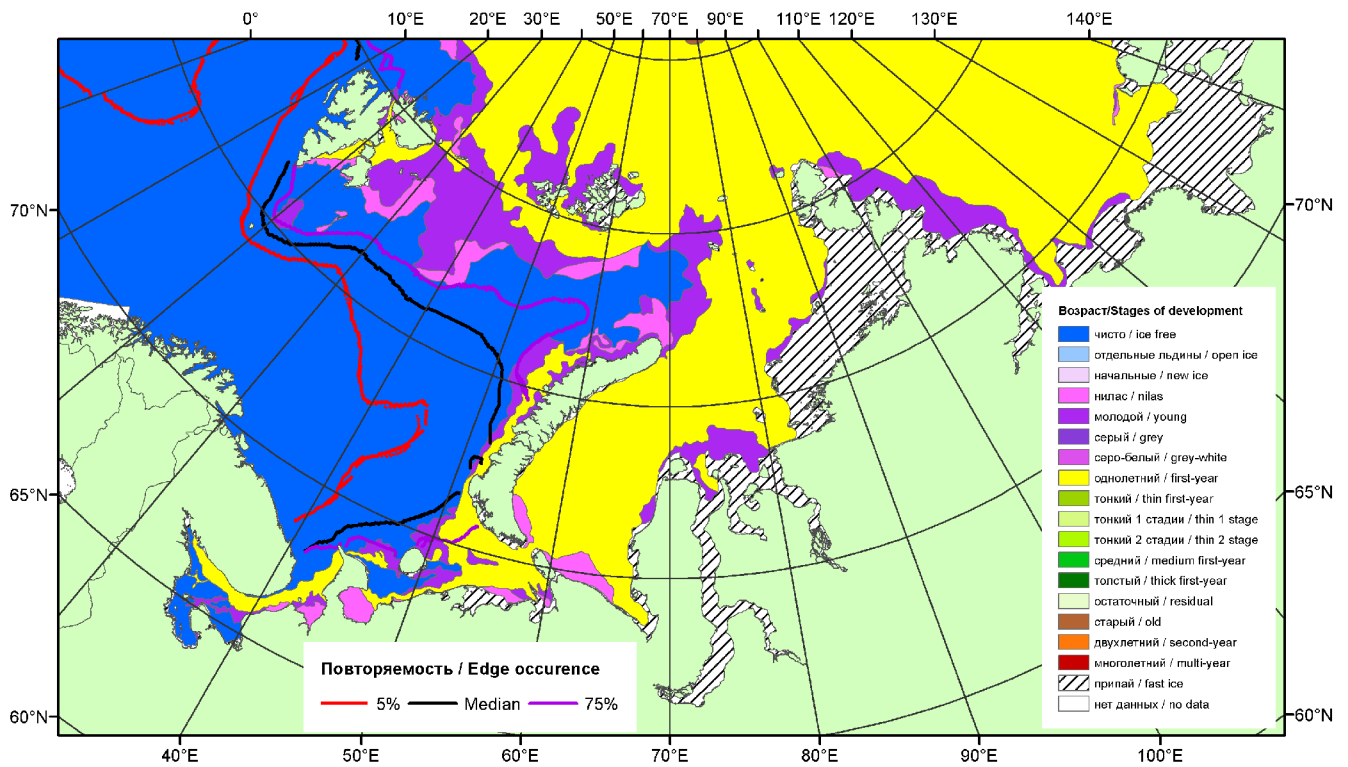 0° 10°E 20°E 30°E 50°E 70°E 90°E 110°E 120°E 130°E 140°E
70°N 70°N
Возраст/Stages of development
чисто / ice free
отдельные льдины / open ice
начальные / new ice
нилас / nilas
молодой / young
серый / grey
серо-белый / grey-white
однолетний / first-year
тонкий / thin first-year
тонкий 1 стадии / thin 1 stage
тонкий 2 стадии / thin 2 stage
средний / medium first-year
толстый / thick first-year
остаточный / residual
старый / old
двухлетний / second-year
многолетний / multi-year
припай / fast ice
нет данных / no data
65°N 65°N
Повторяемость / Edge occurence
5% Median 75%
60°N 60°N
40°E 50°E 60°E 70°E 80°E 90°E 100°E